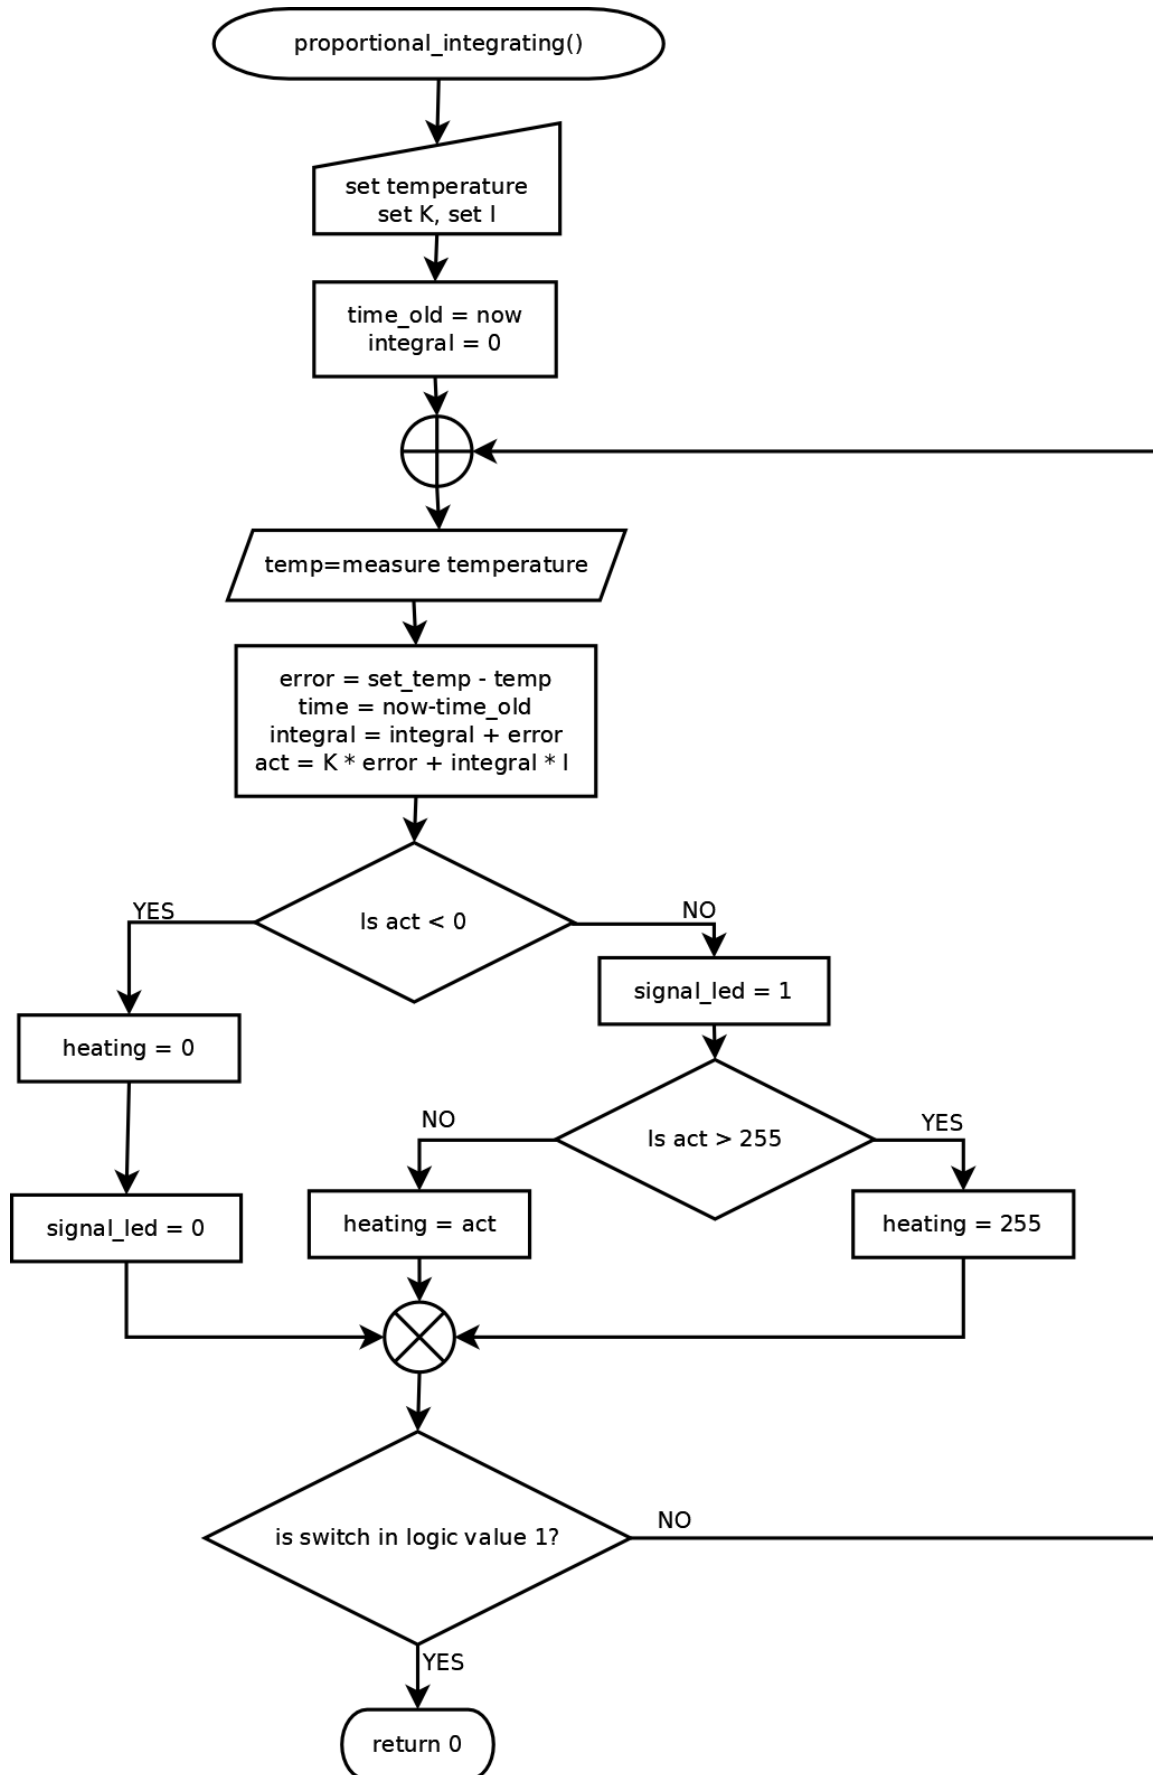 proportional_integrating()
set temperature
set K, set I
time_old = now
integral = 0
temp=measure temperature
error = set_temp - temp
time = now-time_old
integral = integral + error
act = K * error + integral * I
Is act < 0
YES
NO
signal_led = 1
heating = 0
Is act > 255
NO
YES
signal_led = 0
heating = act
heating = 255
is switch in logic value 1?
NO
YES
return 0